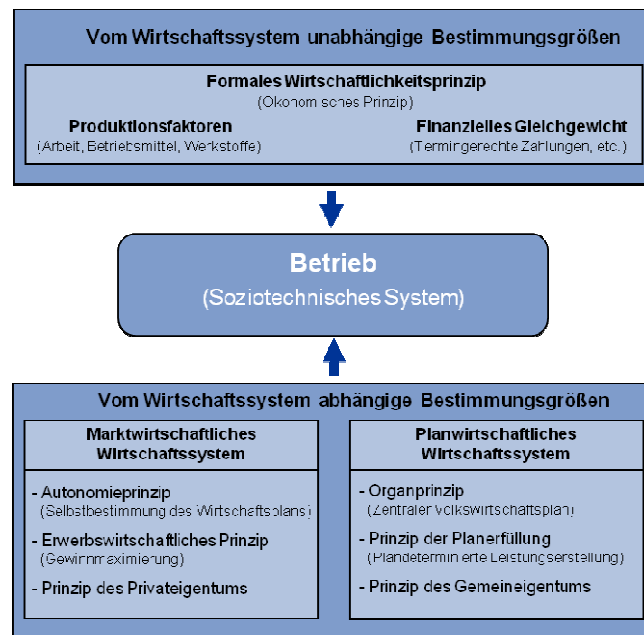 Vom Wirtschaftssystem unabhängige Bestimmungsgrößen
Formales Wirtschaftlichkeitsprinzip
(Ökonomisches Prinzip)
Produktionsfaktoren
(Arbeit, Betriebsmittel, Werkstoffe)
Finanzielles Gleichgewicht
(Termingerechte Zahlungen, etc.)
Betrieb
(Soziotechnisches System)
Vom Wirtschaftssystem abhängige Bestimmungsgrößen
Marktwirtschaftliches
Wirtschaftssystem
- Autonomieprinzip
(Selbstbestimmung des Wirtschaftsplans)
- Erwerbswirtschaftliches Prinzip
(Gewinnmaximierung)
- Prinzip des Privateigentums
Planwirtschaftliches
Wirtschaftssystem
- Organprinzip
(Zentraler Volkswirtschaftsplan)
- Prinzip der Planerfüllung
(Plandeterminierte Leistungserstellung)
- Prinzip des Gemeineigentums